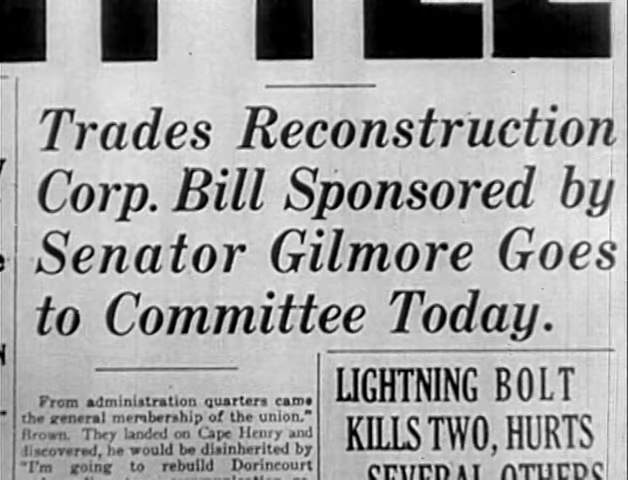 Trades Reconstruction
Corp. Bill Sponsored by
Senator Gilmore Goes
to Committee Today.
From administration quarters came
the general membership of the union."
Brown. They landed on Cape Henry and
discovered, he would be disinherited by
"I'm going to rebuild Dorincourt
LIGHTNING BOLT
KILLS TWO, HURTS
SEVERAL OTHERS